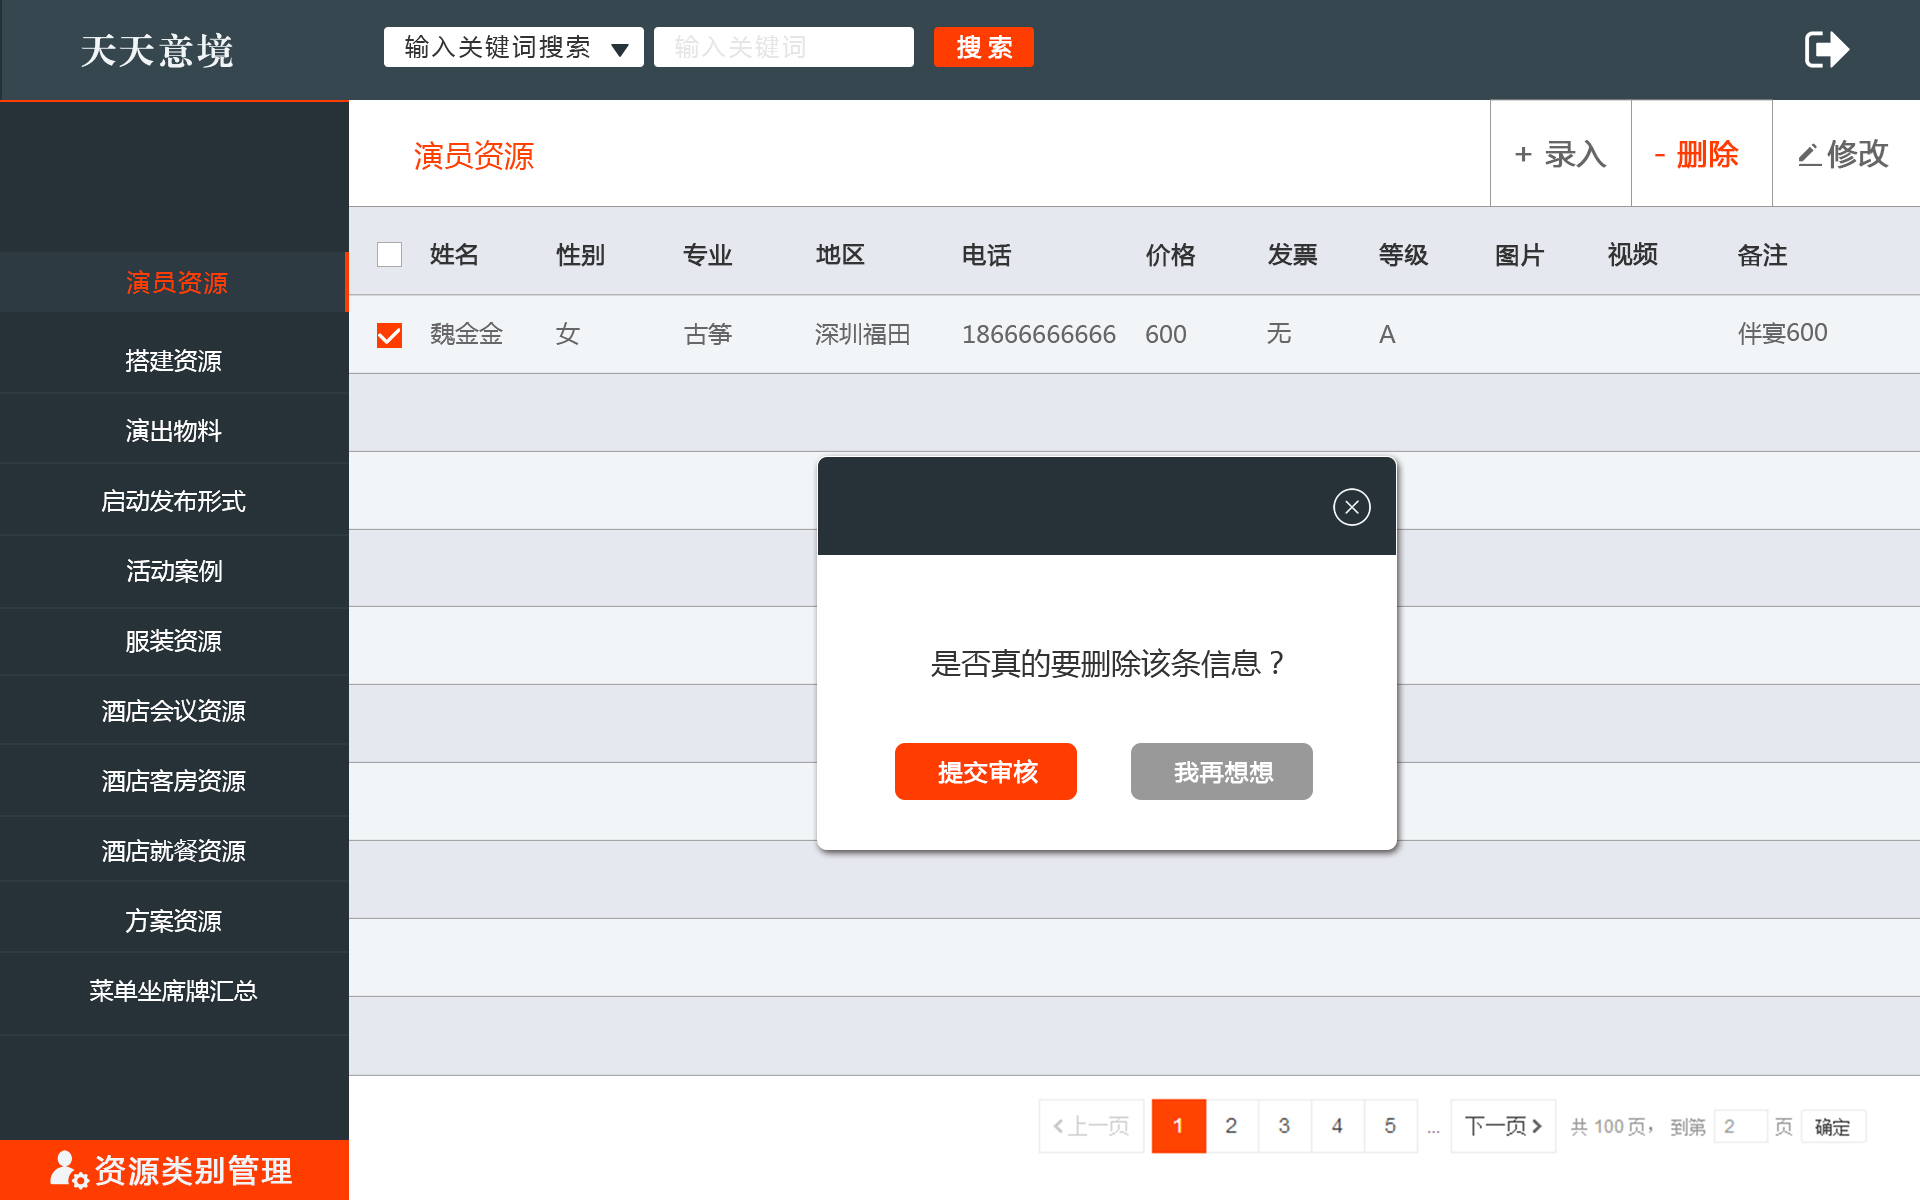 天天意境
输入关键词搜索 ▼ 输入关键词 搜索
演员资源
+ 录入 - 删除 修改
姓名 性别 专业 地区 电话 价格 发票 等级 图片 视频 备注
魏金金 女 古筝 深圳福田 18666666666 600 无 A 伴宴600
演员资源
搭建资源
演出物料
启动发布形式
活动案例
服装资源
酒店会议资源
酒店客房资源
酒店就餐资源
方案资源
菜单坐席牌汇总
资源类别管理
是否真的要删除该条信息？
提交审核 我再想想
上一页 1 2 3 4 5 ... 下一页 共 100 页， 到第 2 页 确定